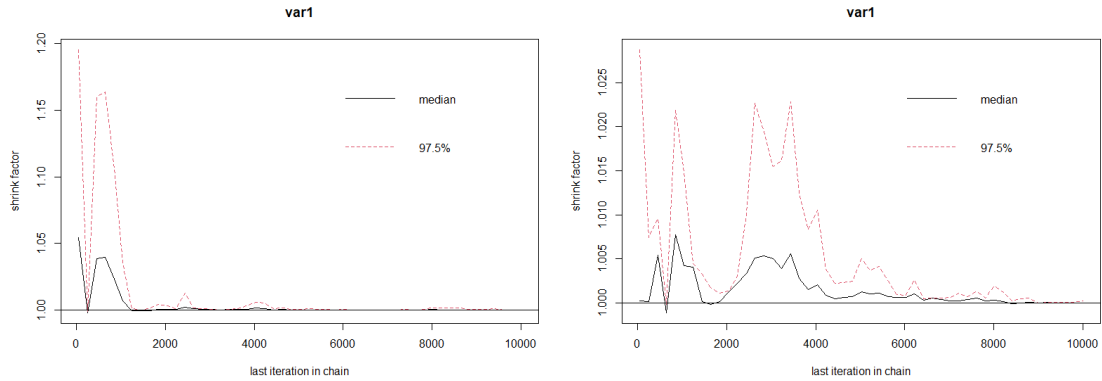 var1
shrink factor
1.20
1.15
1.10
1.05
1.00
median
97.5%
0 2000 4000 6000 8000 10000
last iteration in chain
var1
shrink factor
1.025
1.020
1.015
1.010
1.005
1.000
median
97.5%
0 2000 4000 6000 8000 10000
last iteration in chain